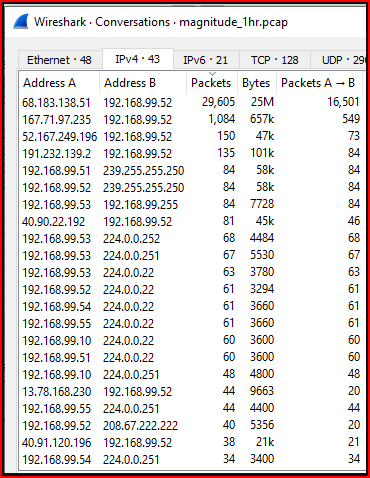 Wireshark · Conversations · magnitude_1hr.pcap
Ethernet · 48 IPv4 · 43 IPv6 · 21 TCP · 128 UDP · 290
Address A Address B Packets Bytes Packets A → B
68.183.138.51 192.168.99.52 29,605 25M 16,501
167.71.97.235 192.168.99.52 1,084 657k 549
52.167.249.196 192.168.99.52 150 47k 73
191.232.139.2 192.168.99.52 135 101k 84
192.168.99.51 239.255.255.250 84 58k 84
192.168.99.52 239.255.255.250 84 58k 84
192.168.99.53 192.168.99.255 84 7728 84
40.90.22.192 192.168.99.52 81 45k 46
192.168.99.53 224.0.0.252 68 4484 68
192.168.99.53 224.0.0.251 67 5530 67
192.168.99.53 224.0.0.22 63 3780 63
192.168.99.52 224.0.0.22 61 3294 61
192.168.99.54 224.0.0.22 61 3660 61
192.168.99.55 224.0.0.22 61 3660 61
192.168.99.10 224.0.0.22 60 3600 60
192.168.99.51 224.0.0.22 60 3600 60
192.168.99.10 224.0.0.251 48 4800 48
13.78.168.230 192.168.99.52 44 9663 20
192.168.99.55 224.0.0.251 44 4400 44
192.168.99.52 208.67.222.222 40 5356 20
40.91.120.196 192.168.99.52 38 21k 21
192.168.99.54 224.0.0.251 34 3400 34